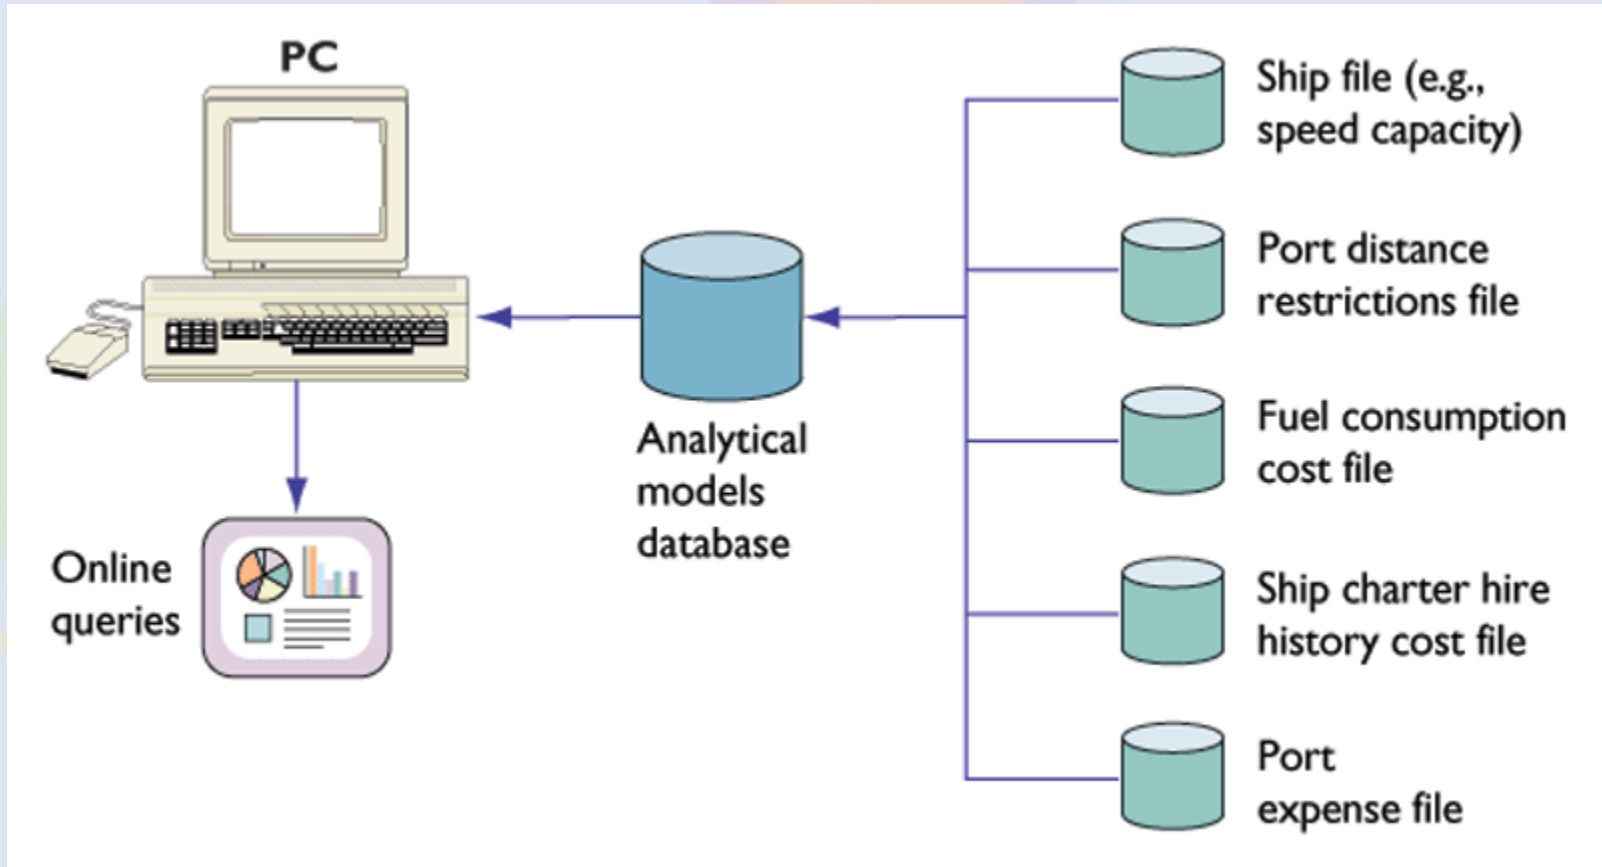 PC
Ship file (e.g.,
speed capacity)
Port distance
restrictions file
Fuel consumption
cost file
Analytical
models
database
Online
queries
Ship charter hire
history cost file
Port
expense file